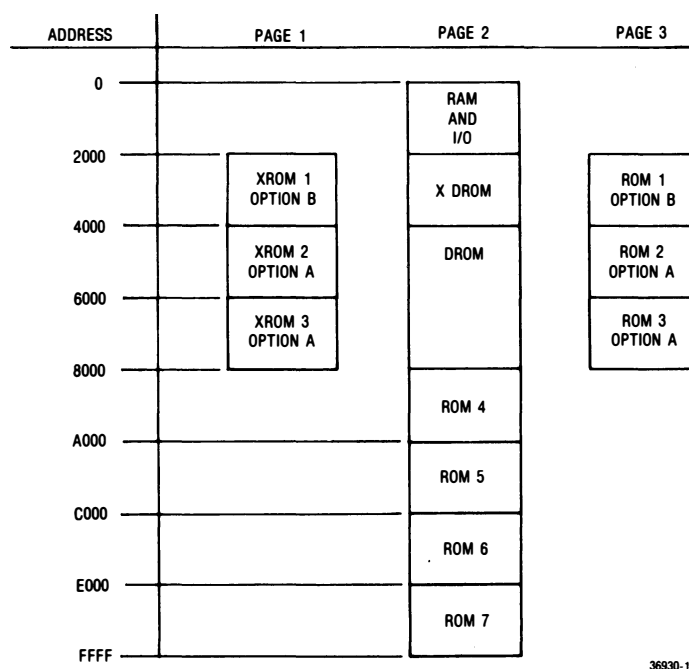 ADDRESS PAGE 1 PAGE 2 PAGE 3
0
RAM
AND
I/O
2000
XROM 1
OPTION B
X DROM
ROM 1
OPTION B
4000
XROM 2
OPTION A
DROM
ROM 2
OPTION A
6000
XROM 3
OPTION A
ROM 3
OPTION A
8000
ROM 4
A000
ROM 5
C000
ROM 6
E000
ROM 7
FFFF
36930-1